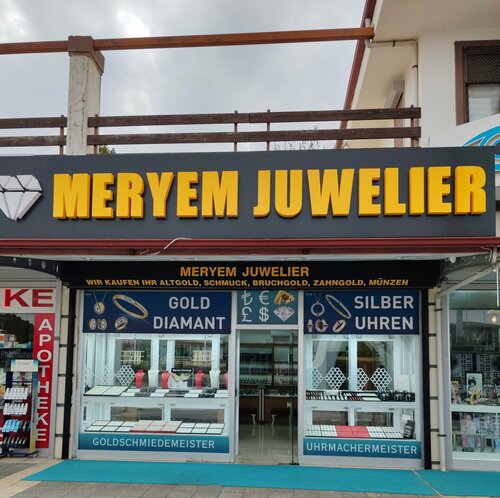 MERYEM JUWELIER
MERYEM JUWELIER
WIR KAUFEN IHR ALTGOLD, SCHMUCK, BRUCHGOLD, ZAHNGOLD, MÜNZEN
GOLD
DIAMANT
₺ €
£ $
SILBER
UHREN
GOLDSCHMIEDEMEISTER
UHRMACHERMEISTER
EKE
APOTHEKE